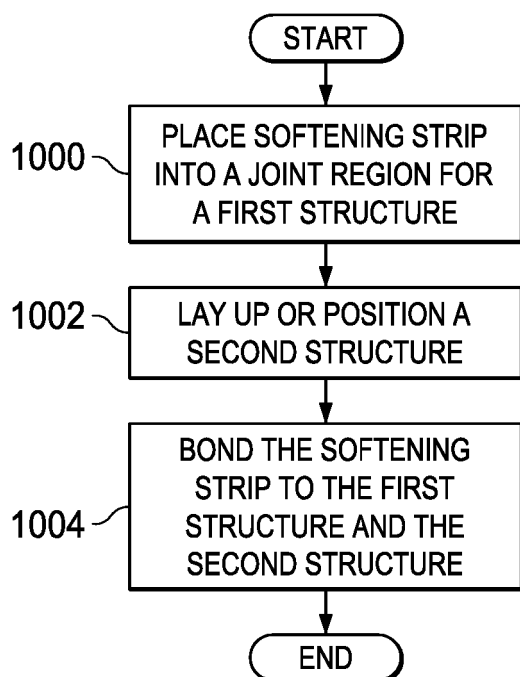 START
1000
PLACE SOFTENING STRIP
INTO A JOINT REGION FOR
A FIRST STRUCTURE
1002
LAY UP OR POSITION A
SECOND STRUCTURE
1004
BOND THE SOFTENING
STRIP TO THE FIRST
STRUCTURE AND THE
SECOND STRUCTURE
END